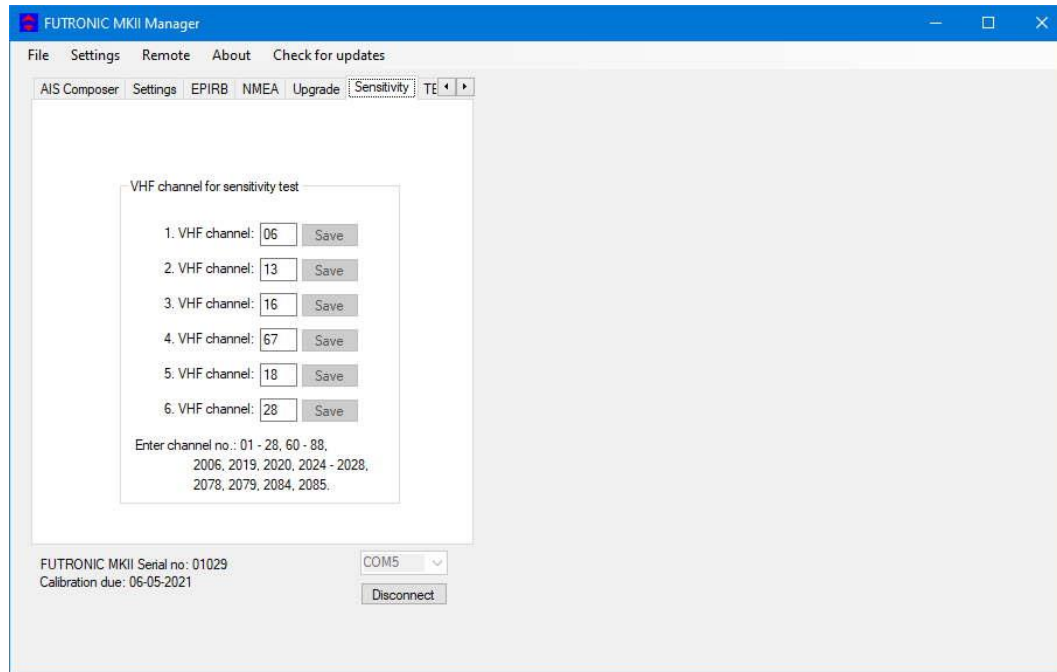 FUTRONIC MKII Manager
File Settings Remote About Check for updates
AIS Composer Settings EPIRB NMEA Upgrade Sensitivity TE
VHF channel for sensitivity test
1. VHF channel: 06 Save
2. VHF channel: 13 Save
3. VHF channel: 16 Save
4. VHF channel: 67 Save
5. VHF channel: 18 Save
6. VHF channel: 28 Save
Enter channel no.: 01 - 28, 60 - 88,
2006, 2019, 2020, 2024 - 2028,
2078, 2079, 2084, 2085.
FUTRONIC MKII Serial no: 01029
COM5
Calibration due: 06-05-2021
Disconnect